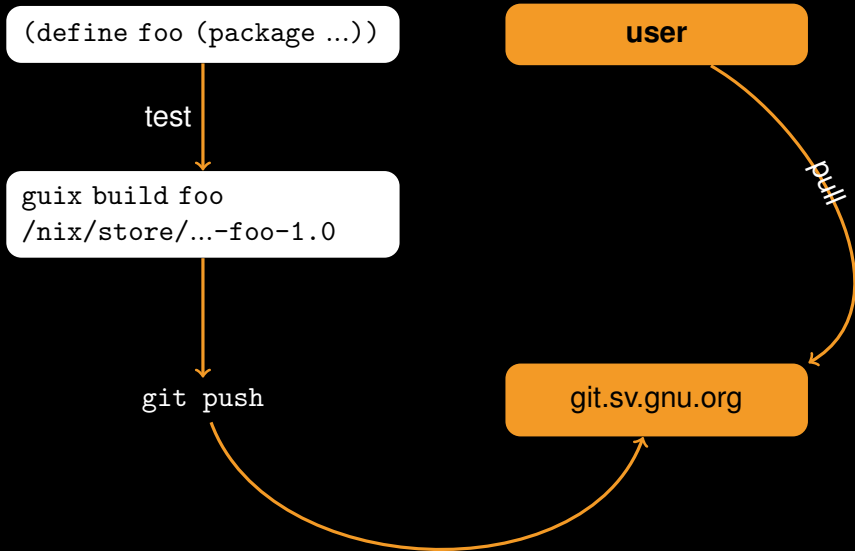 (define foo (package ...))
user
test
pull
guix build foo
/nix/store/...-foo-1.0
git push
git.sv.gnu.org